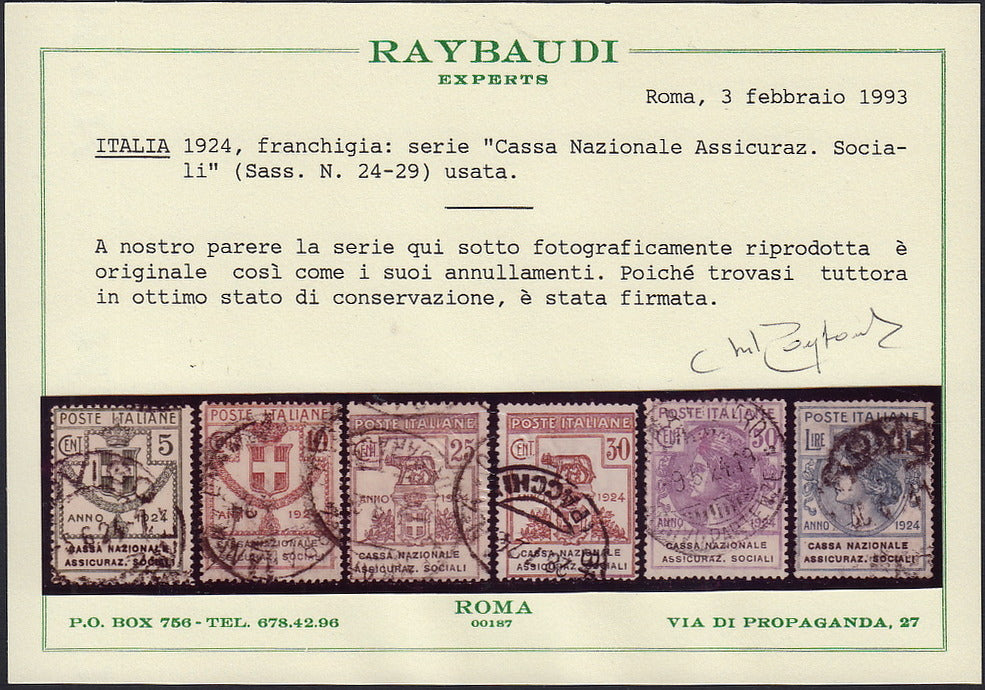 RAYBAUDI
EXPERTS
Roma, 3 febbraio 1993
ITALIA 1924, franchigia: serie "Cassa Nazionale Assicuraz. Socia-
li" (Sass. N. 24-29) usata.
A nostro parere la serie qui sotto fotograficamente riprodotta è
originale così come i suoi annullamenti. Poiché trovasi tuttora
in ottimo stato di conservazione, è stata firmata.
POSTE ITALIANE
CENT. 5
ANNO 1924
CASSA NAZIONALE
ASSICURAZ. SOCIALI
POSTE ITALIANE
POSTE ITALIANE
CENT. 25
ANNO 1924
CASSA NAZIONALE
ASSICURAZ. SOCIALI
POSTE ITALIANE
CENT. 30
1924
PACCHI
CASSA NAZIONALE
ASSICURAZ. SOCIALI
POSTE ITALIANE
CENT
ANNO 1924
CASSA NAZIONALE
ASSICURAZ. SOCIALI
POSTE ITALIANE
LIRE
ANNO 1924
CASSA NAZIONALE
ASSICURAZ. SOCIALI
P.O. BOX 756 - TEL. 678.42.96
ROMA
00187
VIA DI PROPAGANDA, 27